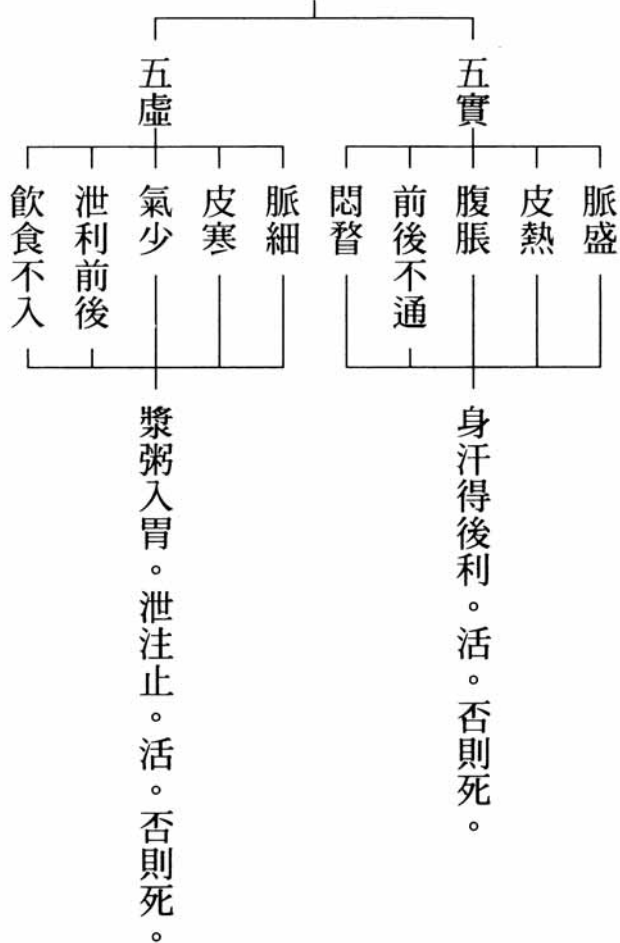 五實
脈盛
皮熱
腹脹
前後不通
悶瞀
身汗得後利。活。否則死。
五虛
脈細
皮寒
氣少
泄利前後
飲食不入
漿粥入胃。泄注止。活。否則死。